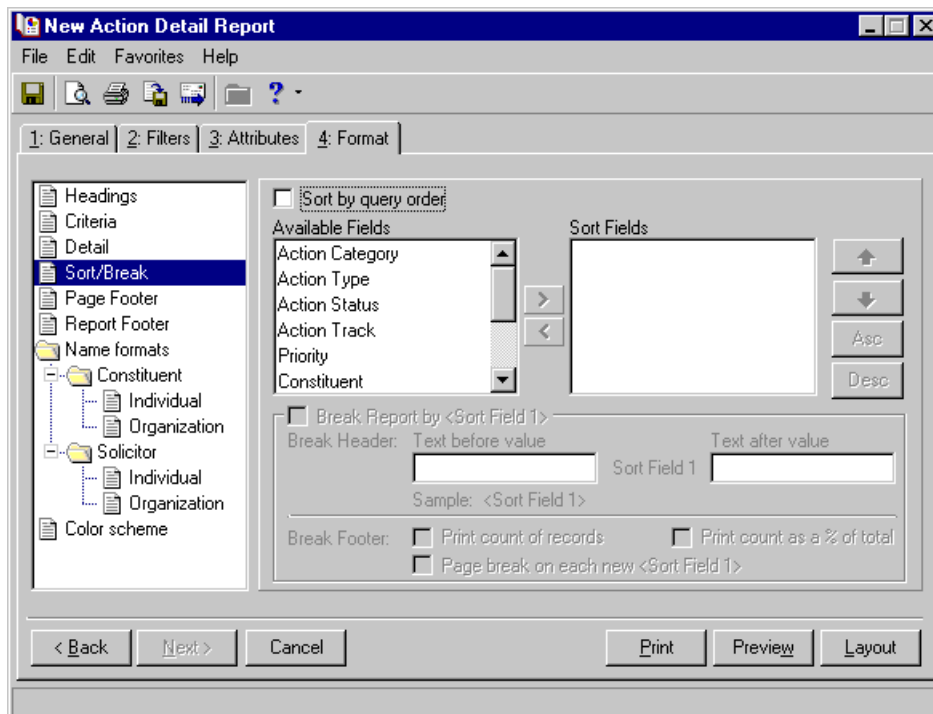 New Action Detail Report
File Edit Favorites Help
1: General 2: Filters 3: Attributes 4: Format
Headings
Criteria
Detail
Sort/Break
Page Footer
Report Footer
Name formats
Constituent
Individual
Organization
Solicitor
Individual
Organization
Color scheme
Sort by query order
Available Fields
Sort Fields
Action Category
Action Type
Action Status
Action Track
Priority
Constituent
>
<
Asc
Desc
Break Report by <Sort Field 1>
Break Header: Text before value Text after value
Sort Field 1
Sample: <Sort Field 1>
Break Footer: Print count of records Print count as a % of total
Page break on each new <Sort Field 1>
< Back Next > Cancel Print Preview Layout